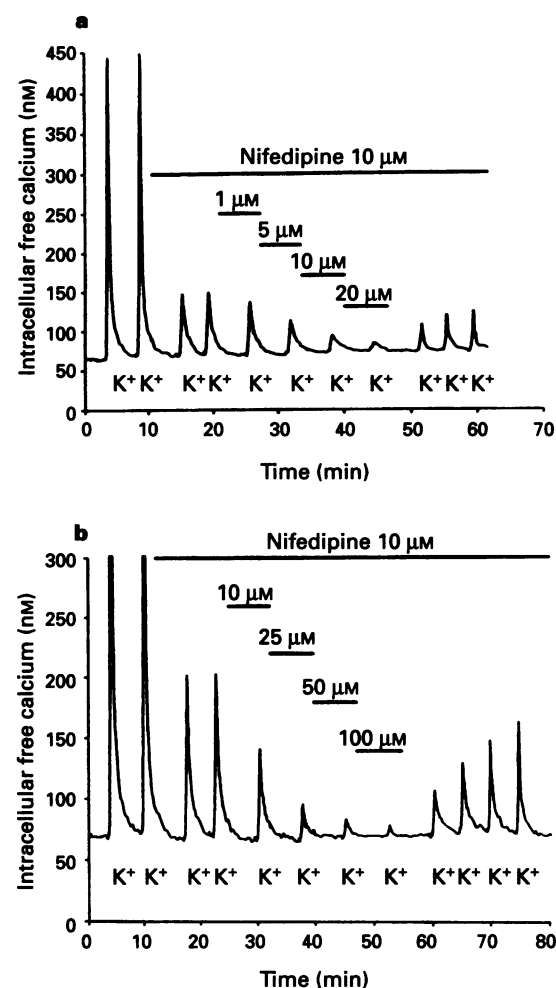 a
Intracellular free calcium (nM)
450
400
350
300
250
200
150
100
50
0
Nifedipine 10 μM
1 μM
5 μM
10 μM
20 μM
K⁺ K⁺ K⁺ K⁺ K⁺ K⁺ K⁺ K⁺ K⁺ K⁺ K⁺
0 10 20 30 40 50 60 70
Time (min)
b
Intracellular free calcium (nM)
300
250
200
150
100
50
0
Nifedipine 10 μM
10 μM
25 μM
50 μM
100 μM
K⁺ K⁺ K⁺ K⁺ K⁺ K⁺ K⁺ K⁺ K⁺ K⁺ K⁺ K⁺
0 10 20 30 40 50 60 70 80
Time (min)